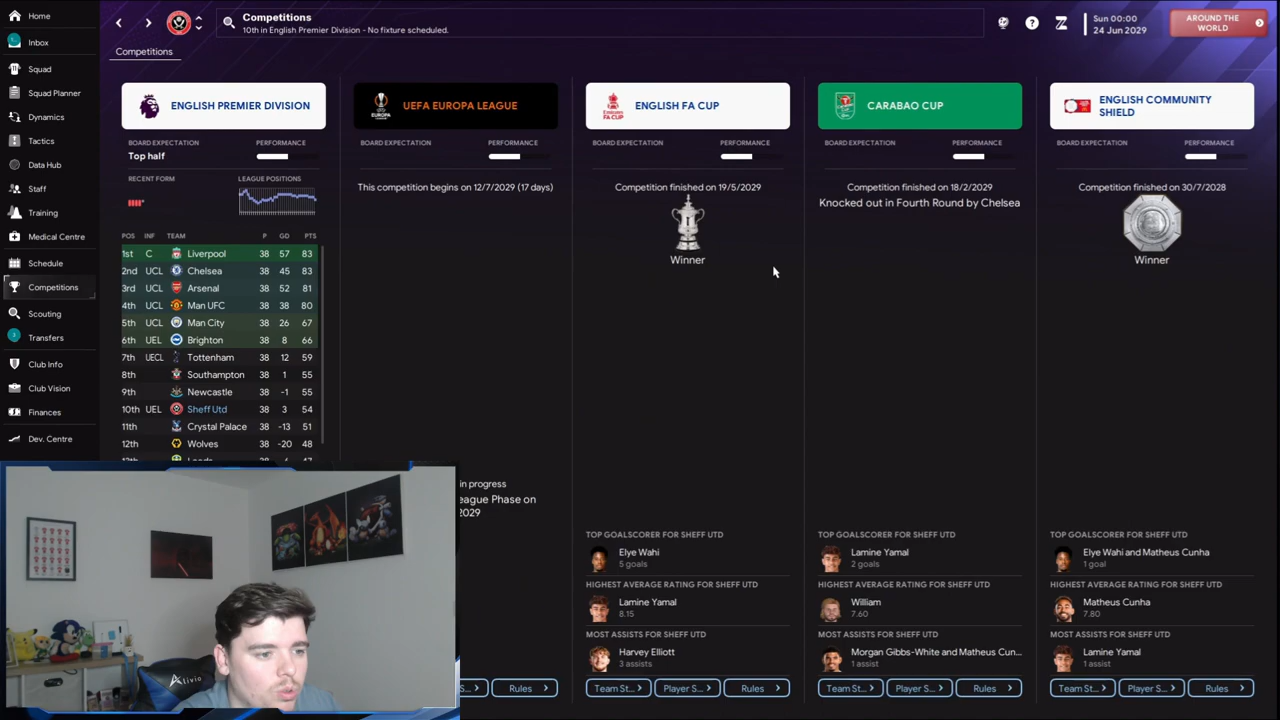 Home
Inbox
Squad
Squad Planner
Dynamics
Tactics
Data Hub
Staff
Training
Medical Centre
Schedule
Competitions
Scouting
Transfers
Club Info
Club Vision
Finances
Dev. Centre
Competitions
10th in English Premier Division - No fixture scheduled.
Sun 00:00
24 Jun 2029
AROUND THE WORLD
Competitions
ENGLISH PREMIER DIVISION
BOARD EXPECTATION PERFORMANCE
Top half
RECENT FORM LEAGUE POSITIONS
POS INF TEAM P GD PTS
1st C Liverpool 38 57 83
2nd UCL Chelsea 38 45 83
3rd UCL Arsenal 38 52 81
4th UCL Man UFC 38 38 80
5th UCL Man City 38 26 67
6th UEL Brighton 38 8 66
7th UECL Tottenham 38 12 59
8th Southampton 38 1 55
9th Newcastle 38 -1 55
10th UEL Sheff Utd 38 3 54
11th Crystal Palace 38 -13 51
12th Wolves 38 -20 48
UEFA EUROPA LEAGUE
EUROPA
BOARD EXPECTATION PERFORMANCE
This competition begins on 12/7/2029 (17 days)
in progress
eague Phase on
029
S... Rules
ENGLISH FA CUP
Emirates
FA CUP
BOARD EXPECTATION PERFORMANCE
Competition finished on 19/5/2029
Winner
TOP GOALSCORER FOR SHEFF UTD
Elye Wahi
5 goals
HIGHEST AVERAGE RATING FOR SHEFF UTD
Lamine Yamal
8.15
MOST ASSISTS FOR SHEFF UTD
Harvey Elliott
3 assists
Team St... Player S... Rules
CARABAO CUP
BOARD EXPECTATION PERFORMANCE
Competition finished on 18/2/2029
Knocked out in Fourth Round by Chelsea
TOP GOALSCORER FOR SHEFF UTD
Lamine Yamal
2 goals
HIGHEST AVERAGE RATING FOR SHEFF UTD
William
7.60
MOST ASSISTS FOR SHEFF UTD
Morgan Gibbs-White and Matheus Cun...
1 assist
Team St... Player S... Rules
ENGLISH COMMUNITY SHIELD
BOARD EXPECTATION PERFORMANCE
Competition finished on 30/7/2028
Winner
TOP GOALSCORER FOR SHEFF UTD
Elye Wahi and Matheus Cunha
1 goal
HIGHEST AVERAGE RATING FOR SHEFF UTD
Matheus Cunha
7.80
MOST ASSISTS FOR SHEFF UTD
Lamine Yamal
1 assist
Team St... Player S... Rules
Alivio